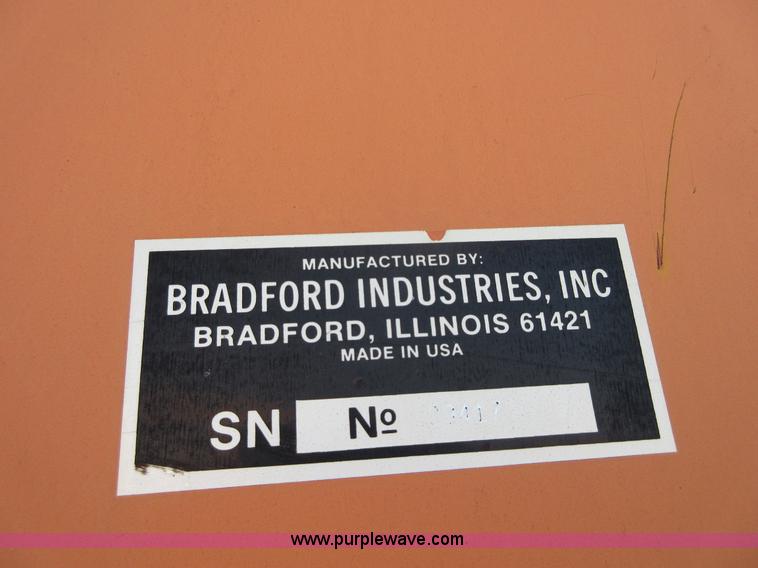 MANUFACTURED BY:
BRADFORD INDUSTRIES, INC
BRADFORD, ILLINOIS 61421
MADE IN USA
SN Nº
www.purplewave.com